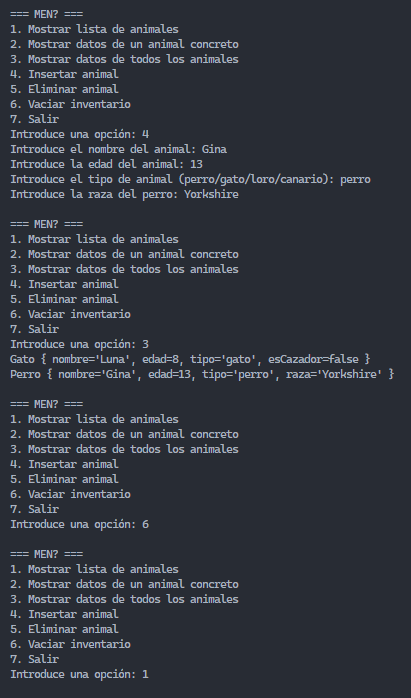 === MEN? ===
1. Mostrar lista de animales
2. Mostrar datos de un animal concreto
3. Mostrar datos de todos los animales
4. Insertar animal
5. Eliminar animal
6. Vaciar inventario
7. Salir
Introduce una opción: 4
Introduce el nombre del animal: Gina
Introduce la edad del animal: 13
Introduce el tipo de animal (perro/gato/loro/canario): perro
Introduce la raza del perro: Yorkshire

=== MEN? ===
1. Mostrar lista de animales
2. Mostrar datos de un animal concreto
3. Mostrar datos de todos los animales
4. Insertar animal
5. Eliminar animal
6. Vaciar inventario
7. Salir
Introduce una opción: 3
Gato { nombre='Luna', edad=8, tipo='gato', esCazador=false }
Perro { nombre='Gina', edad=13, tipo='perro', raza='Yorkshire' }

=== MEN? ===
1. Mostrar lista de animales
2. Mostrar datos de un animal concreto
3. Mostrar datos de todos los animales
4. Insertar animal
5. Eliminar animal
6. Vaciar inventario
7. Salir
Introduce una opción: 6

=== MEN? ===
1. Mostrar lista de animales
2. Mostrar datos de un animal concreto
3. Mostrar datos de todos los animales
4. Insertar animal
5. Eliminar animal
6. Vaciar inventario
7. Salir
Introduce una opción: 1